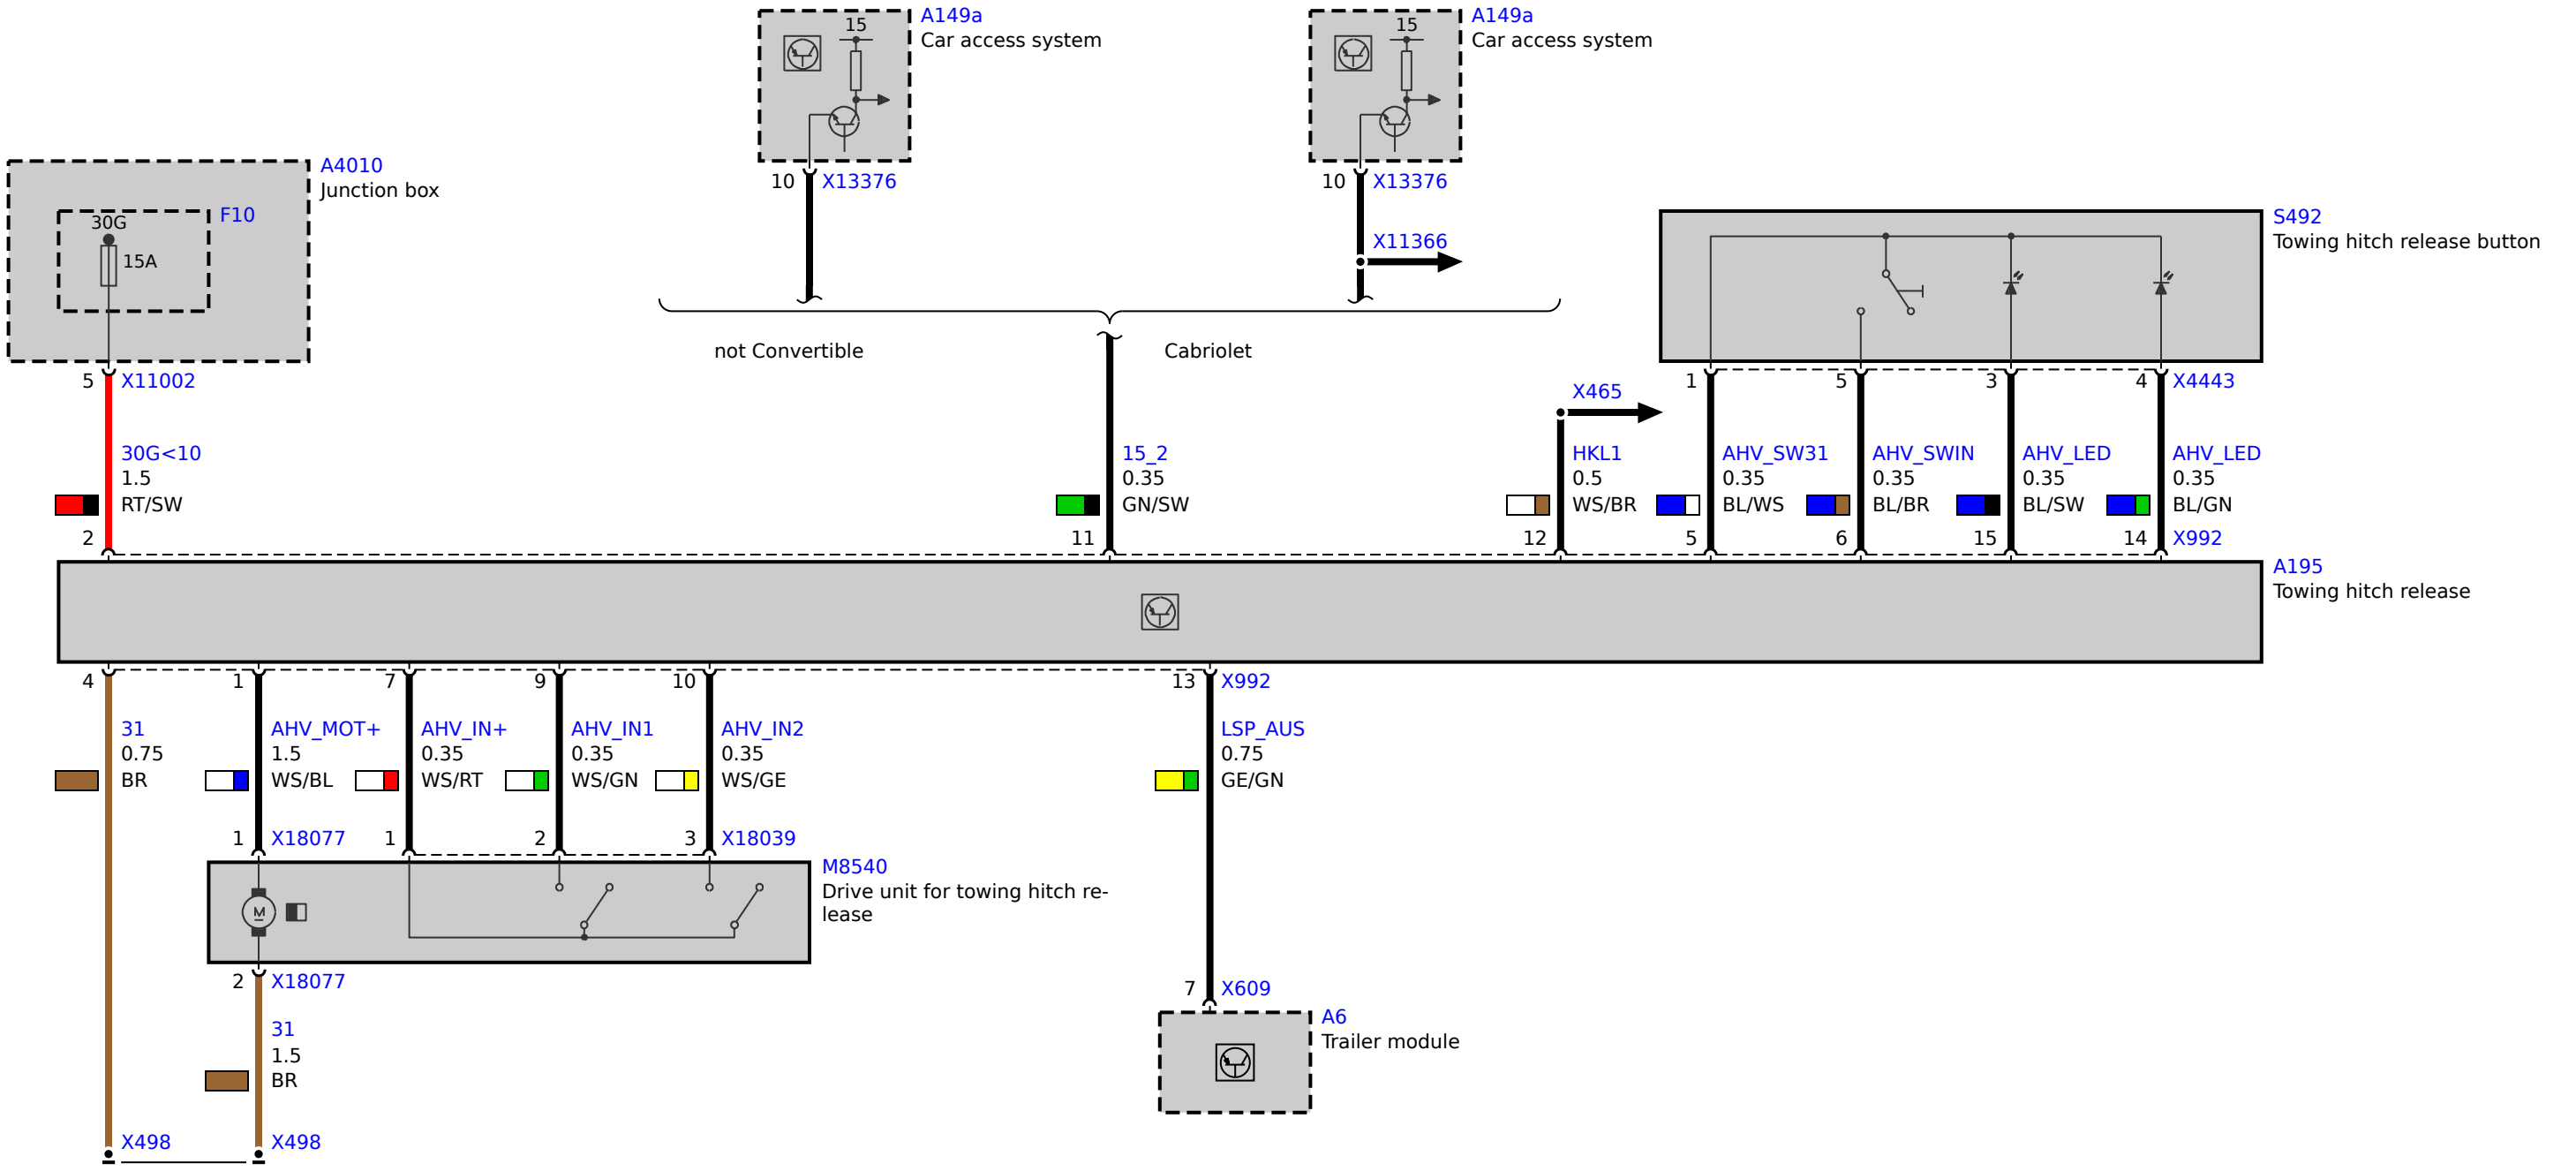 A149a
15
Car access system
10
X13376
A149a
15
Car access system
10
X13376
X11366
A4010
Junction box
F10
30G
15A
5
X11002
30G<10
1.5
RT/SW
2
not Convertible
Cabriolet
15_2
0.35
GN/SW
11
X465
HKL1
0.5
WS/BR
12
S492
Towing hitch release button
1
5
3
4
X4443
AHV_SW31
0.35
BL/WS
5
AHV_SWIN
0.35
BL/BR
6
AHV_LED
0.35
BL/SW
15
AHV_LED
0.35
BL/GN
14
X992
A195
Towing hitch release
4
1
7
9
10
13
X992
31
0.75
BR
AHV_MOT+
1.5
WS/BL
AHV_IN+
0.35
WS/RT
AHV_IN1
0.35
WS/GN
AHV_IN2
0.35
WS/GE
LSP_AUS
0.75
GE/GN
1
X18077
1
2
3
X18039
M
M8540
Drive unit for towing hitch re-
lease
2
X18077
31
1.5
BR
7
X609
A6
Trailer module
X498
X498